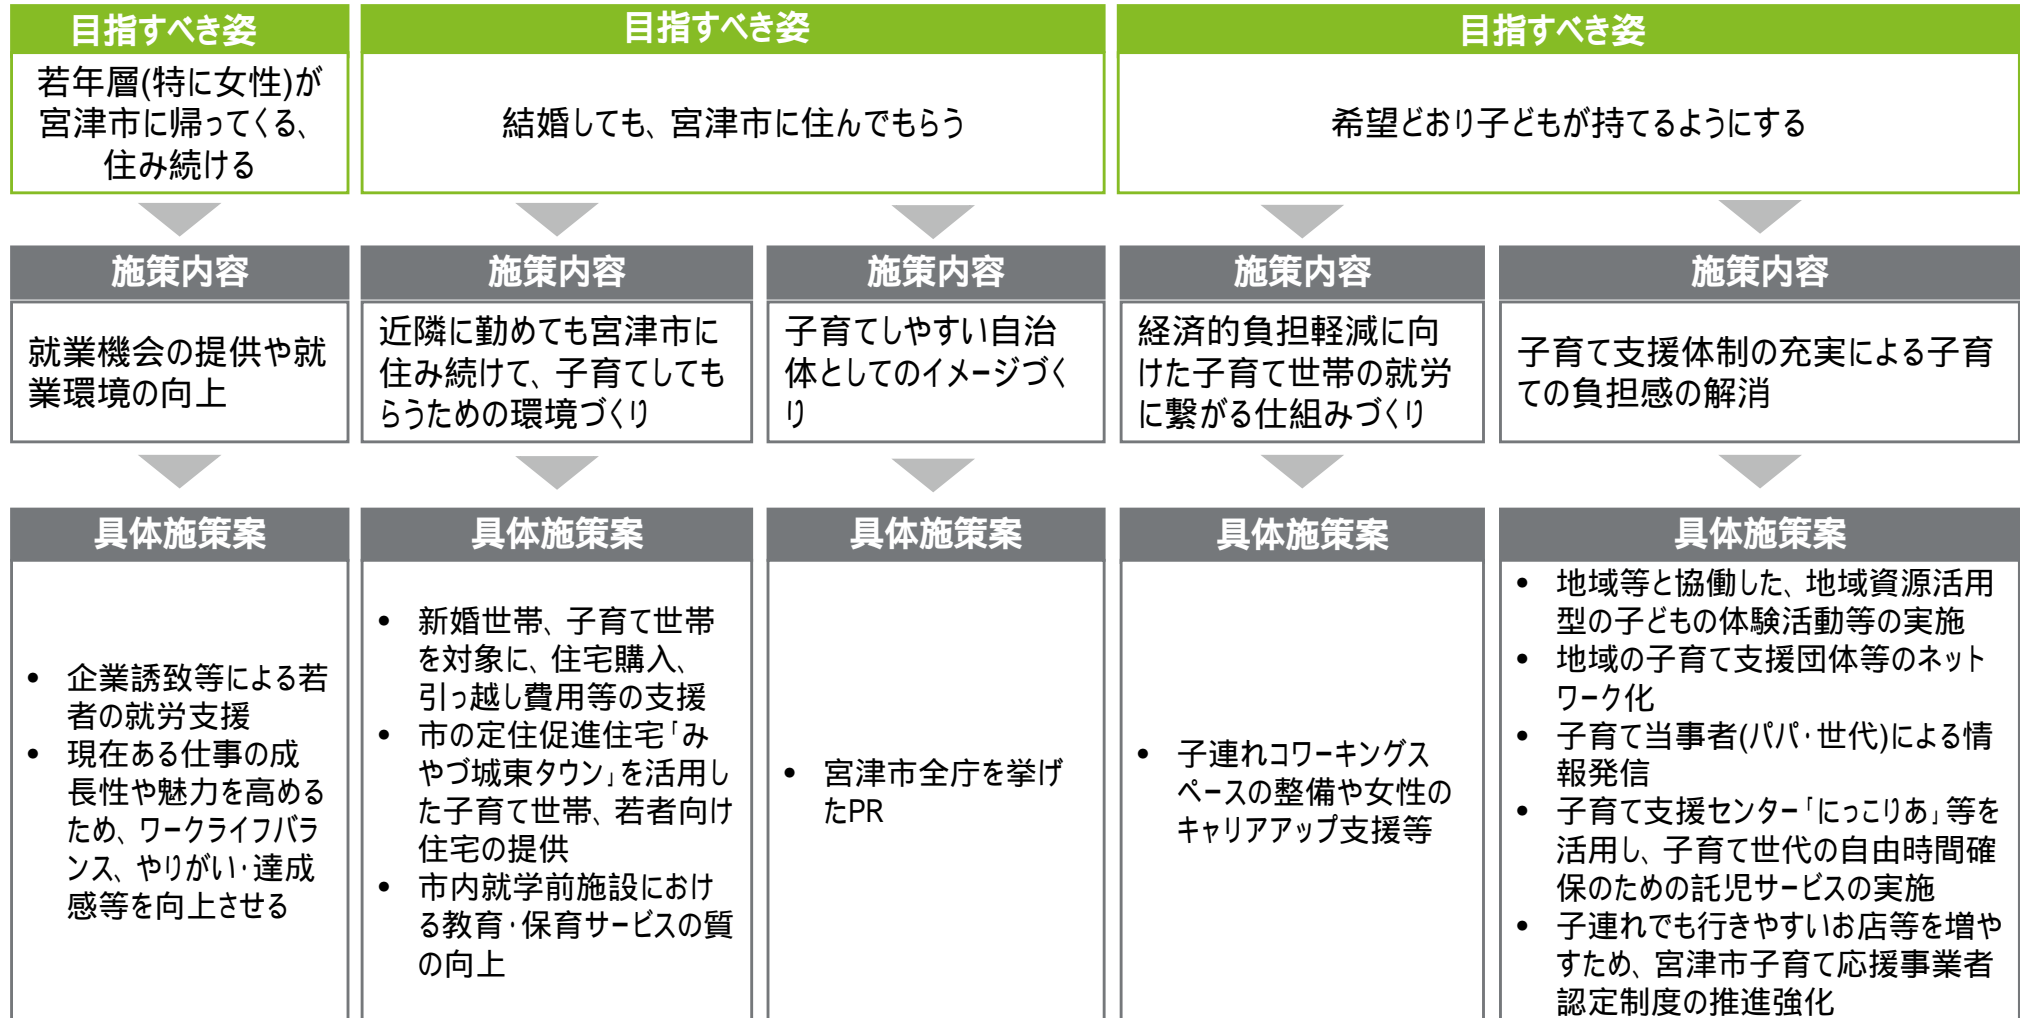 目指すべき姿
若年層(特に女性)が
宮津市に帰ってくる、
住み続ける
目指すべき姿
結婚しても、宮津市に住んでもらう
目指すべき姿
希望どおり子どもが持てるようにする
施策内容
就業機会の提供や就
業環境の向上
施策内容
近隣に勤めても宮津市に
住み続けて、子育てしても
らうための環境づくり
施策内容
子育てしやすい自治
体としてのイメージづく
り
施策内容
経済的負担軽減に向
けた子育て世帯の就労
に繋がる仕組みづくり
施策内容
子育て支援体制の充実による子育
ての負担感の解消
具体施策案
• 企業誘致等による若
者の就労支援
• 現在ある仕事の成
長性や魅力を高める
ため、ワークライフバラ
ンス、やりがい・達成
感等を向上させる
具体施策案
• 新婚世帯、子育て世帯
を対象に、住宅購入、
引っ越し費用等の支援
• 市の定住促進住宅「み
やづ城東タウン」を活用し
た子育て世帯、若者向け
住宅の提供
• 市内就学前施設におけ
る教育・保育サービスの質
の向上
具体施策案
• 宮津市全庁を挙げ
たPR
具体施策案
• 子連れコワーキングス
ペースの整備や女性の
キャリアアップ支援等
具体施策案
• 地域等と協働した、地域資源活用
型の子どもの体験活動等の実施
• 地域の子育て支援団体等のネット
ワーク化
• 子育て当事者(パパ・世代)による情
報発信
• 子育て支援センター「にっこりあ」等を
活用し、子育て世代の自由時間確
保のための託児サービスの実施
• 子連れでも行きやすいお店等を増や
すため、宮津市子育て応援事業者
認定制度の推進強化